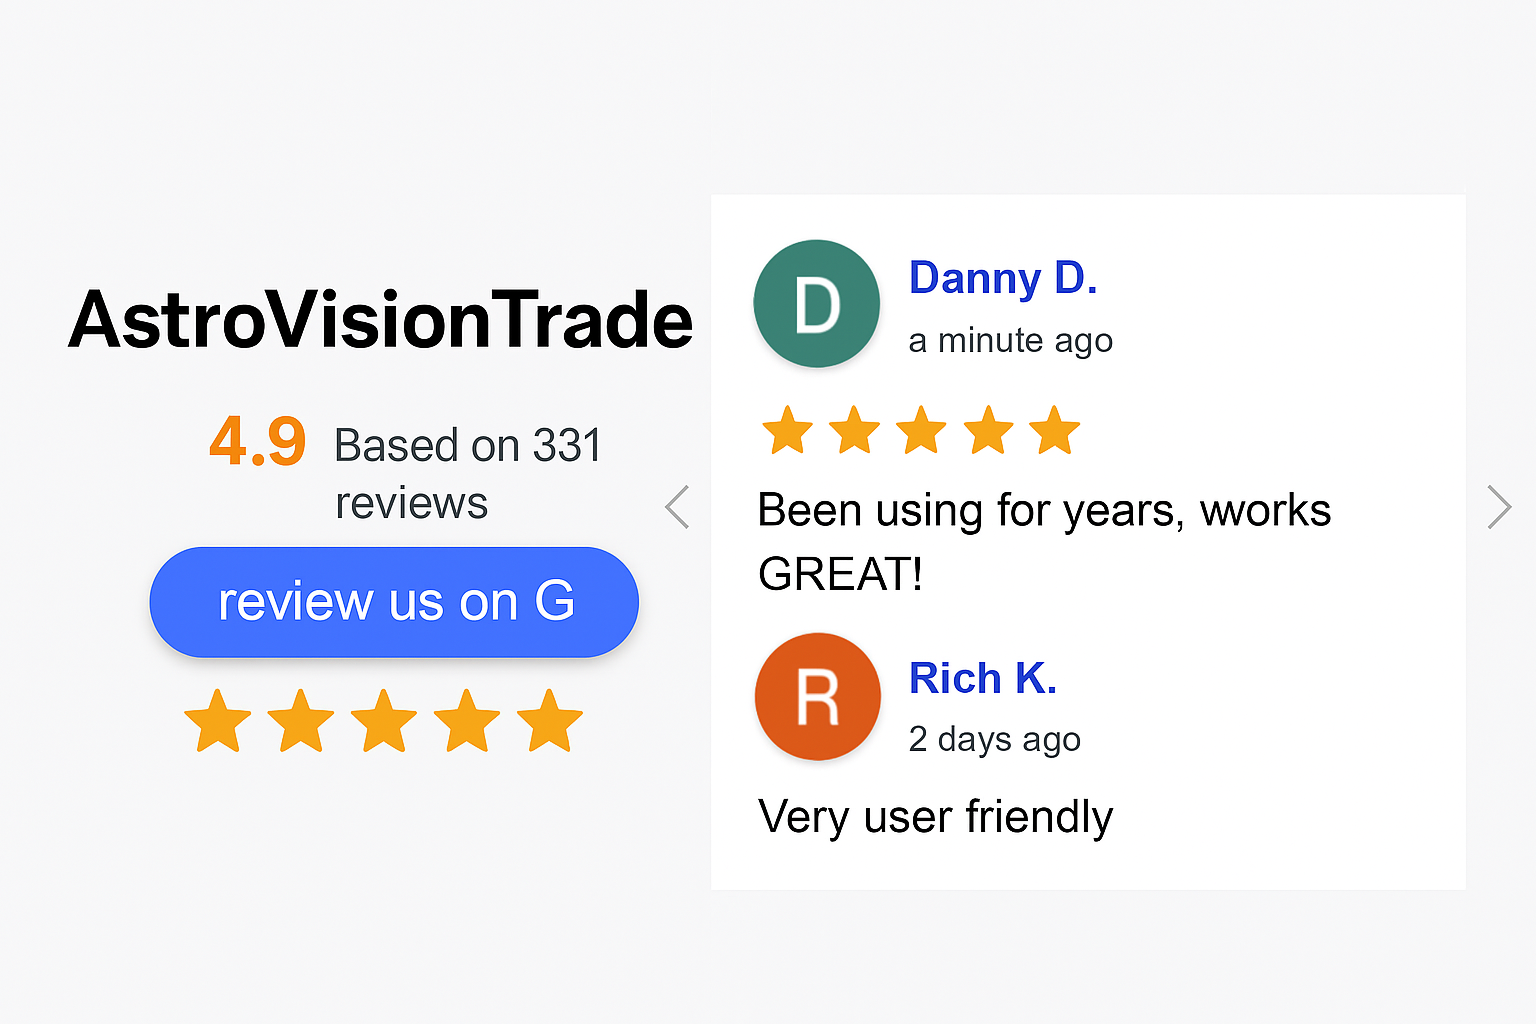 AstroVisionTrade
4.9 Based on 331
reviews
review us on G
D
Danny D.
a minute ago
Been using for years, works
GREAT!
R
Rich K.
2 days ago
Very user friendly